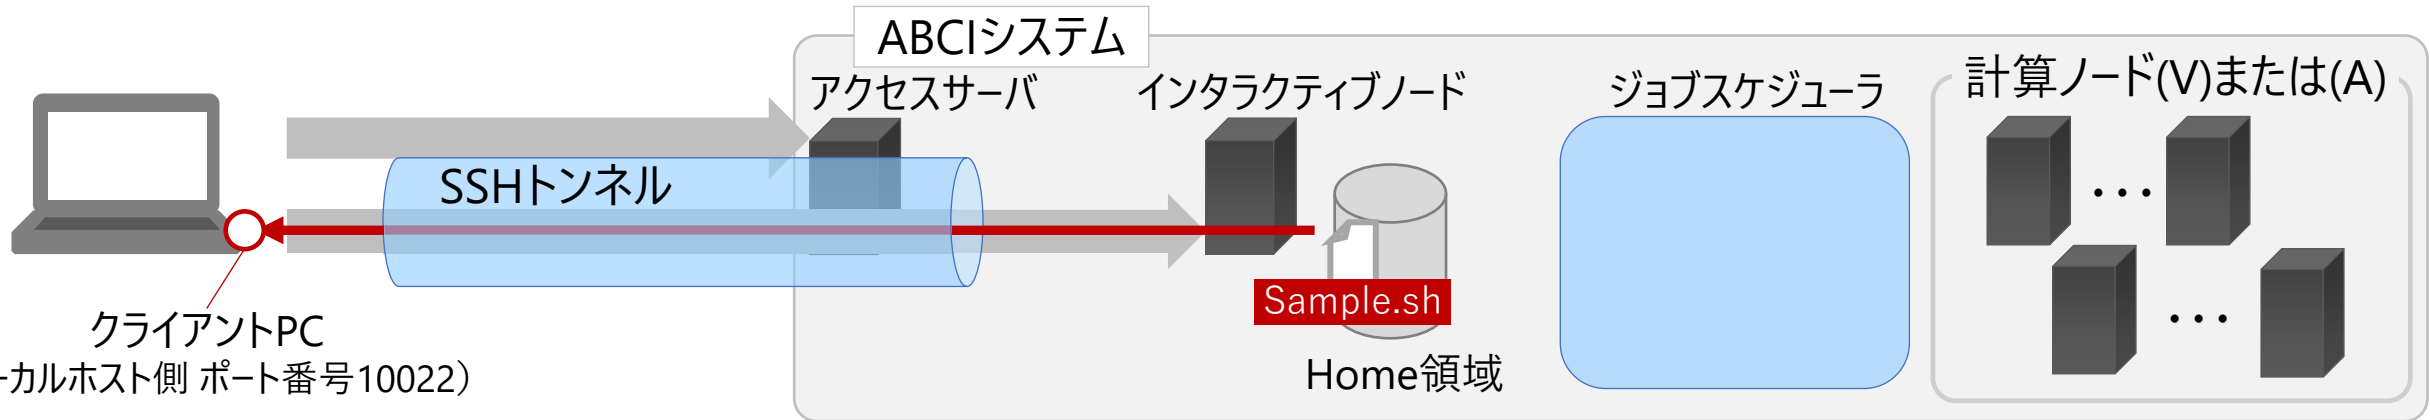 ABCIシステム
アクセスサーバ
インタラクティブノード
ジョブスケジューラ
計算ノード(V)または(A)
SSHトンネル
･･･
Sample.sh
･･･
クライアントPC
ーカルホスト側 ポート番号10022）
Home領域